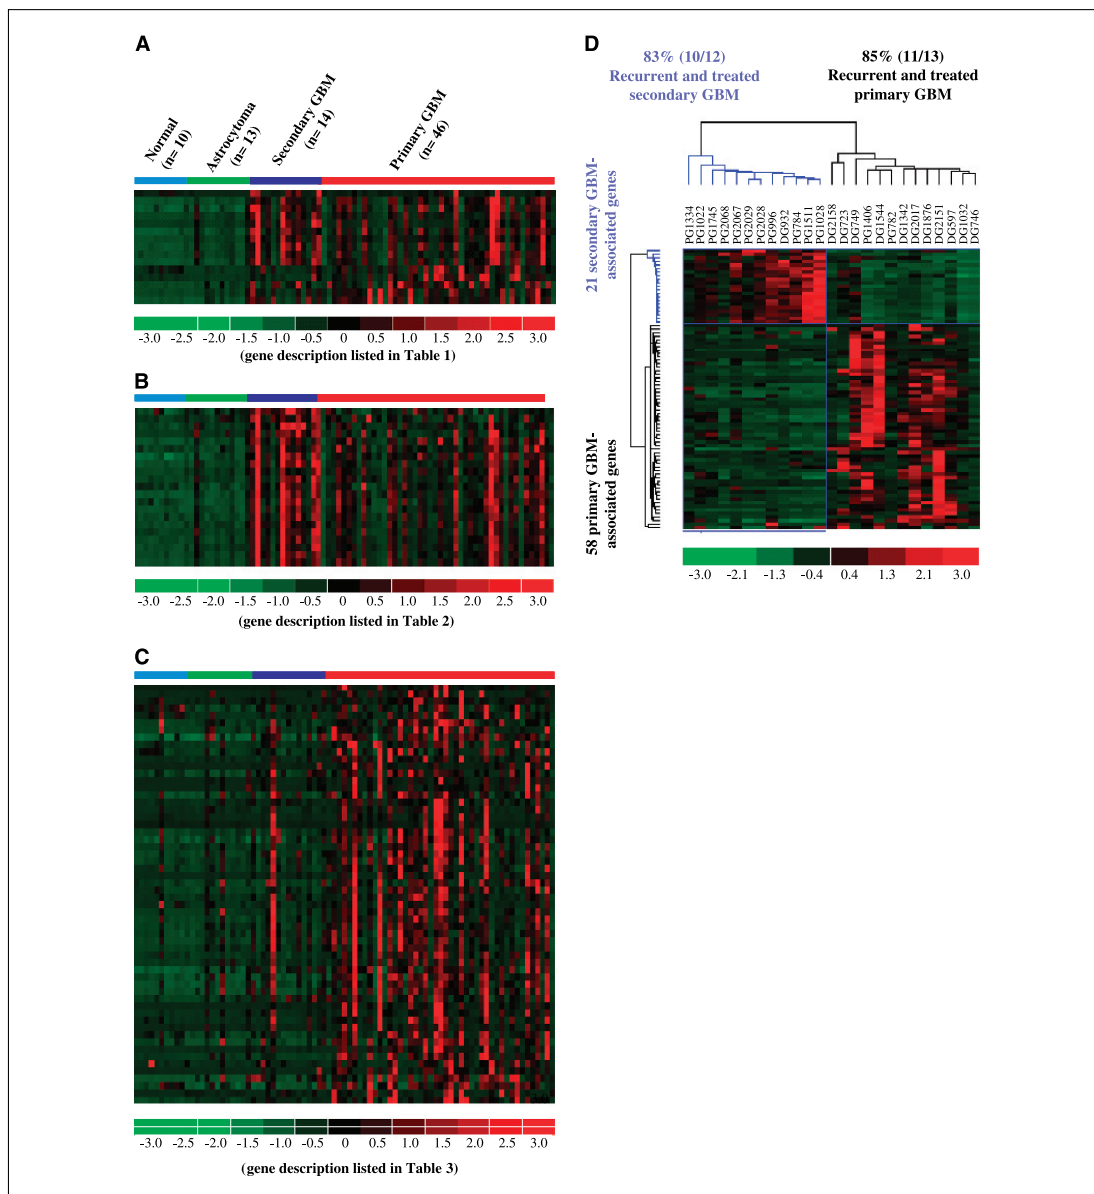 A
Normal
(n= 10)
Astrocytoma
(n= 13)
Secondary GBM
(n= 14)
Primary GBM
(n= 46)
-3.0 -2.5 -2.0 -1.5 -1.0 -0.5 0 0.5 1.0 1.5 2.0 2.5 3.0
(gene description listed in Table 1)
B
-3.0 -2.5 -2.0 -1.5 -1.0 -0.5 0 0.5 1.0 1.5 2.0 2.5 3.0
(gene description listed in Table 2)
C
-3.0 -2.5 -2.0 -1.5 -1.0 -0.5 0 0.5 1.0 1.5 2.0 2.5 3.0
(gene description listed in Table 3)
D
83% (10/12)
Recurrent and treated
secondary GBM
85% (11/13)
Recurrent and treated
primary GBM
PG1334
PG1022
PG1745
PG2068
PG2067
PG2029
PG2028
PG996
DG932
PG784
PG1511
PG1028
DG2158
DG723
DG749
PG1406
DG1544
PG782
DG1342
DG2017
DG1876
DG2151
DG597
DG1032
DG746
21 secondary GBM-
associated genes
58 primary GBM-
associated genes
-3.0 -2.1 -1.3 -0.4 0.4 1.3 2.1 3.0